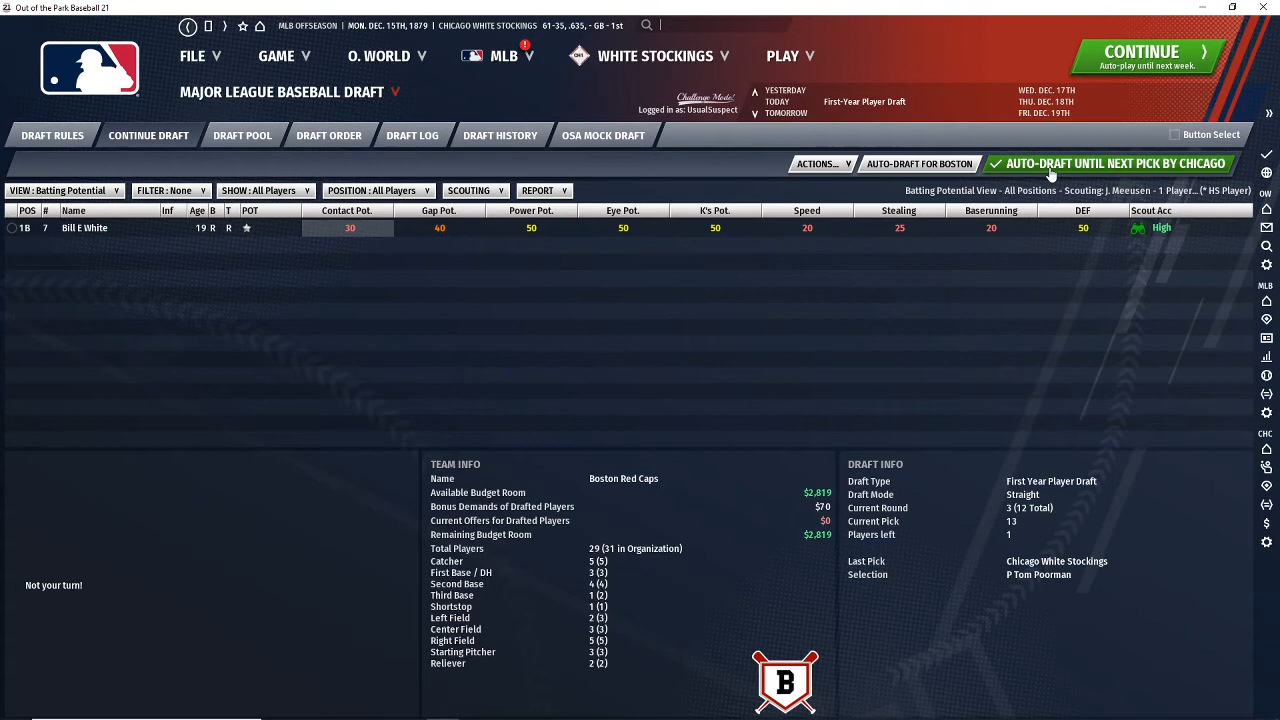 Out of the Park Baseball 21
MLB OFFSEASON | MON. DEC. 15TH, 1879 | CHICAGO WHITE STOCKINGS 61-35, .635, - GB - 1st
FILE GAME O. WORLD MLB ! WHITE STOCKINGS PLAY
CONTINUE
Auto-play until next week.
MAJOR LEAGUE BASEBALL DRAFT
Challenge Mode!
Logged in as: UsualSuspect
YESTERDAY
TODAY First-Year Player Draft
TOMORROW
WED. DEC. 17TH
THU. DEC. 18TH
FRI. DEC. 19TH
DRAFT RULES CONTINUE DRAFT DRAFT POOL DRAFT ORDER DRAFT LOG DRAFT HISTORY OSA MOCK DRAFT Button Select
ACTIONS... AUTO-DRAFT FOR BOSTON AUTO-DRAFT UNTIL NEXT PICK BY CHICAGO
VIEW : Batting Potential FILTER : None SHOW : All Players POSITION : All Players SCOUTING REPORT Batting Potential View - All Positions - Scouting: J. Meeusen - 1 Player... (* HS Player)
POS # Name Inf Age B T POT Contact Pot. Gap Pot. Power Pot. Eye Pot. K's Pot. Speed Stealing Baserunning DEF Scout Acc
1B 7 Bill E White 19 R R 30 40 50 50 50 20 25 20 50 High
OW
MLB
CHC
Not your turn!
TEAM INFO
Name Boston Red Caps
Available Budget Room $2,819
Bonus Demands of Drafted Players $70
Current Offers for Drafted Players $0
Remaining Budget Room $2,819
Total Players 29 (31 in Organization)
Catcher 5 (5)
First Base / DH 3 (3)
Second Base 4 (4)
Third Base 1 (2)
Shortstop 1 (1)
Left Field 2 (3)
Center Field 3 (3)
Right Field 5 (5)
Starting Pitcher 3 (3)
Reliever 2 (2)
B
DRAFT INFO
Draft Type First Year Player Draft
Draft Mode Straight
Current Round 3 (12 Total)
Current Pick 13
Players left 1
Last Pick Chicago White Stockings
Selection P Tom Poorman